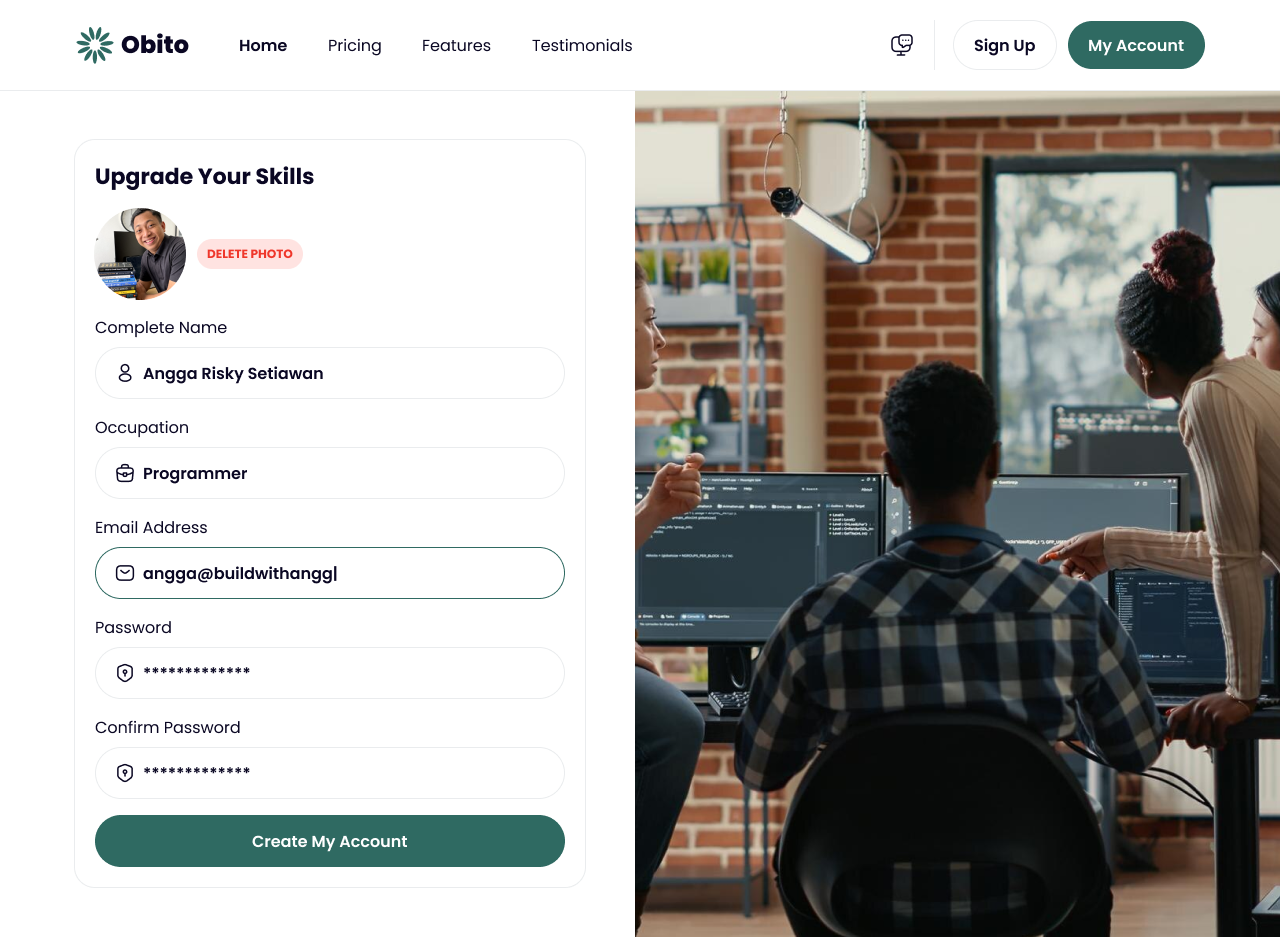 Obito
Home
Pricing
Features
Testimonials
Sign Up
My Account
Upgrade Your Skills
DELETE PHOTO
Complete Name
Angga Risky Setiawan
Occupation
Programmer
Email Address
angga@buildwithangg|
Password
*************
Confirm Password
*************
Create My Account